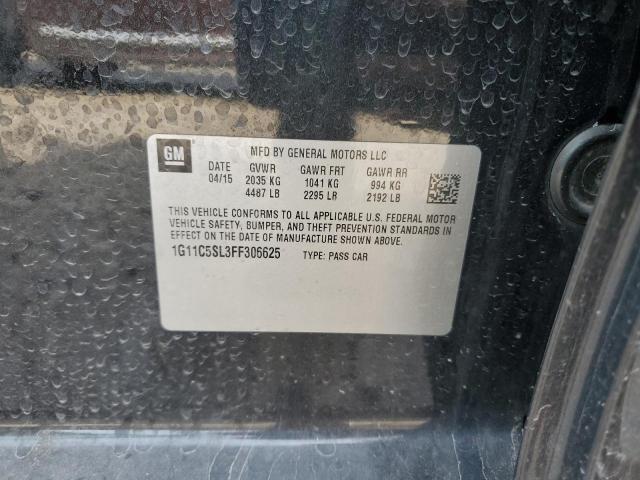 GM
MFD BY GENERAL MOTORS LLC
DATE GVWR GAWR FRT GAWR RR
04/15 2035 KG 1041 KG 994 KG
4487 LB 2295 LB 2192 LB
THIS VEHICLE CONFORMS TO ALL APPLICABLE U.S. FEDERAL MOTOR
VEHICLE SAFETY, BUMPER, AND THEFT PREVENTION STANDARDS IN
EFFECT ON THE DATE OF MANUFACTURE SHOWN ABOVE.
1G11C5SL3FF306625 TYPE: PASS CAR